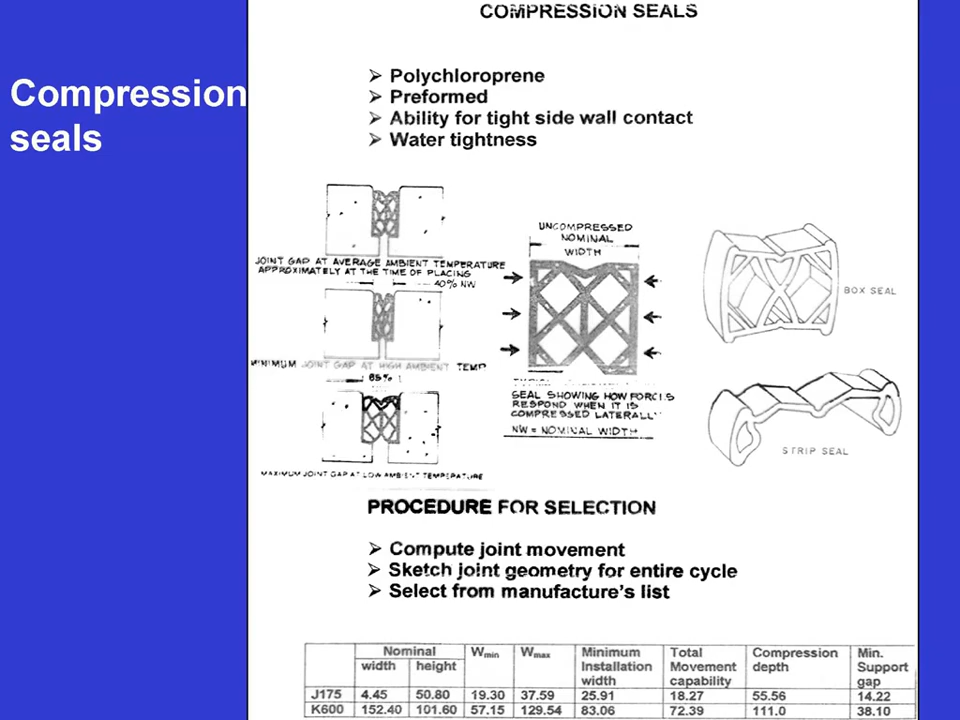 COMPRESSION SEALS
Compression
seals
➢ Polychloroprene
➢ Preformed
➢ Ability for tight side wall contact
➢ Water tightness
JOINT GAP AT AVERAGE AMBIENT TEMPERATURE
APPROXIMATELY AT THE TIME OF PLACING
40% NW
MINIMUM JOINT GAP AT HIGH AMBIENT TEMP
85%
MAXIMUM JOINT GAP AT LOW AMBIENT TEMPERATURE
UNCOMPRESSED
NOMINAL
WIDTH
SEAL SHOWING HOW FORCES
RESPOND WHEN IT IS
COMPRESSED LATERALLY
NW = NOMINAL WIDTH
BOX SEAL
STRIP SEAL
PROCEDURE FOR SELECTION
➢ Compute joint movement
➢ Sketch joint geometry for entire cycle
➢ Select from manufacture's list
Nominal Wmin Wmax Minimum Total Compression Min.
width height Installation Movement depth Support
width capability gap
J175 4.45 50.80 19.30 37.59 25.91 18.27 55.56 14.22
K600 152.40 101.60 57.15 129.54 83.06 72.39 111.0 38.10